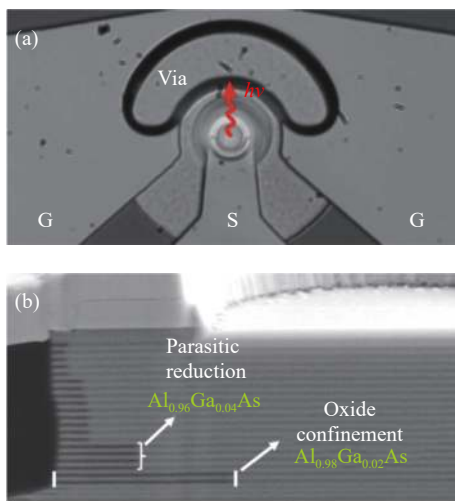 (a)
Via
hν
G
S
G
(b)
Parasitic
reduction
Al₀.₉₆Ga₀.₀₄As
Oxide
confinement
Al₀.₉₈Ga₀.₀₂As